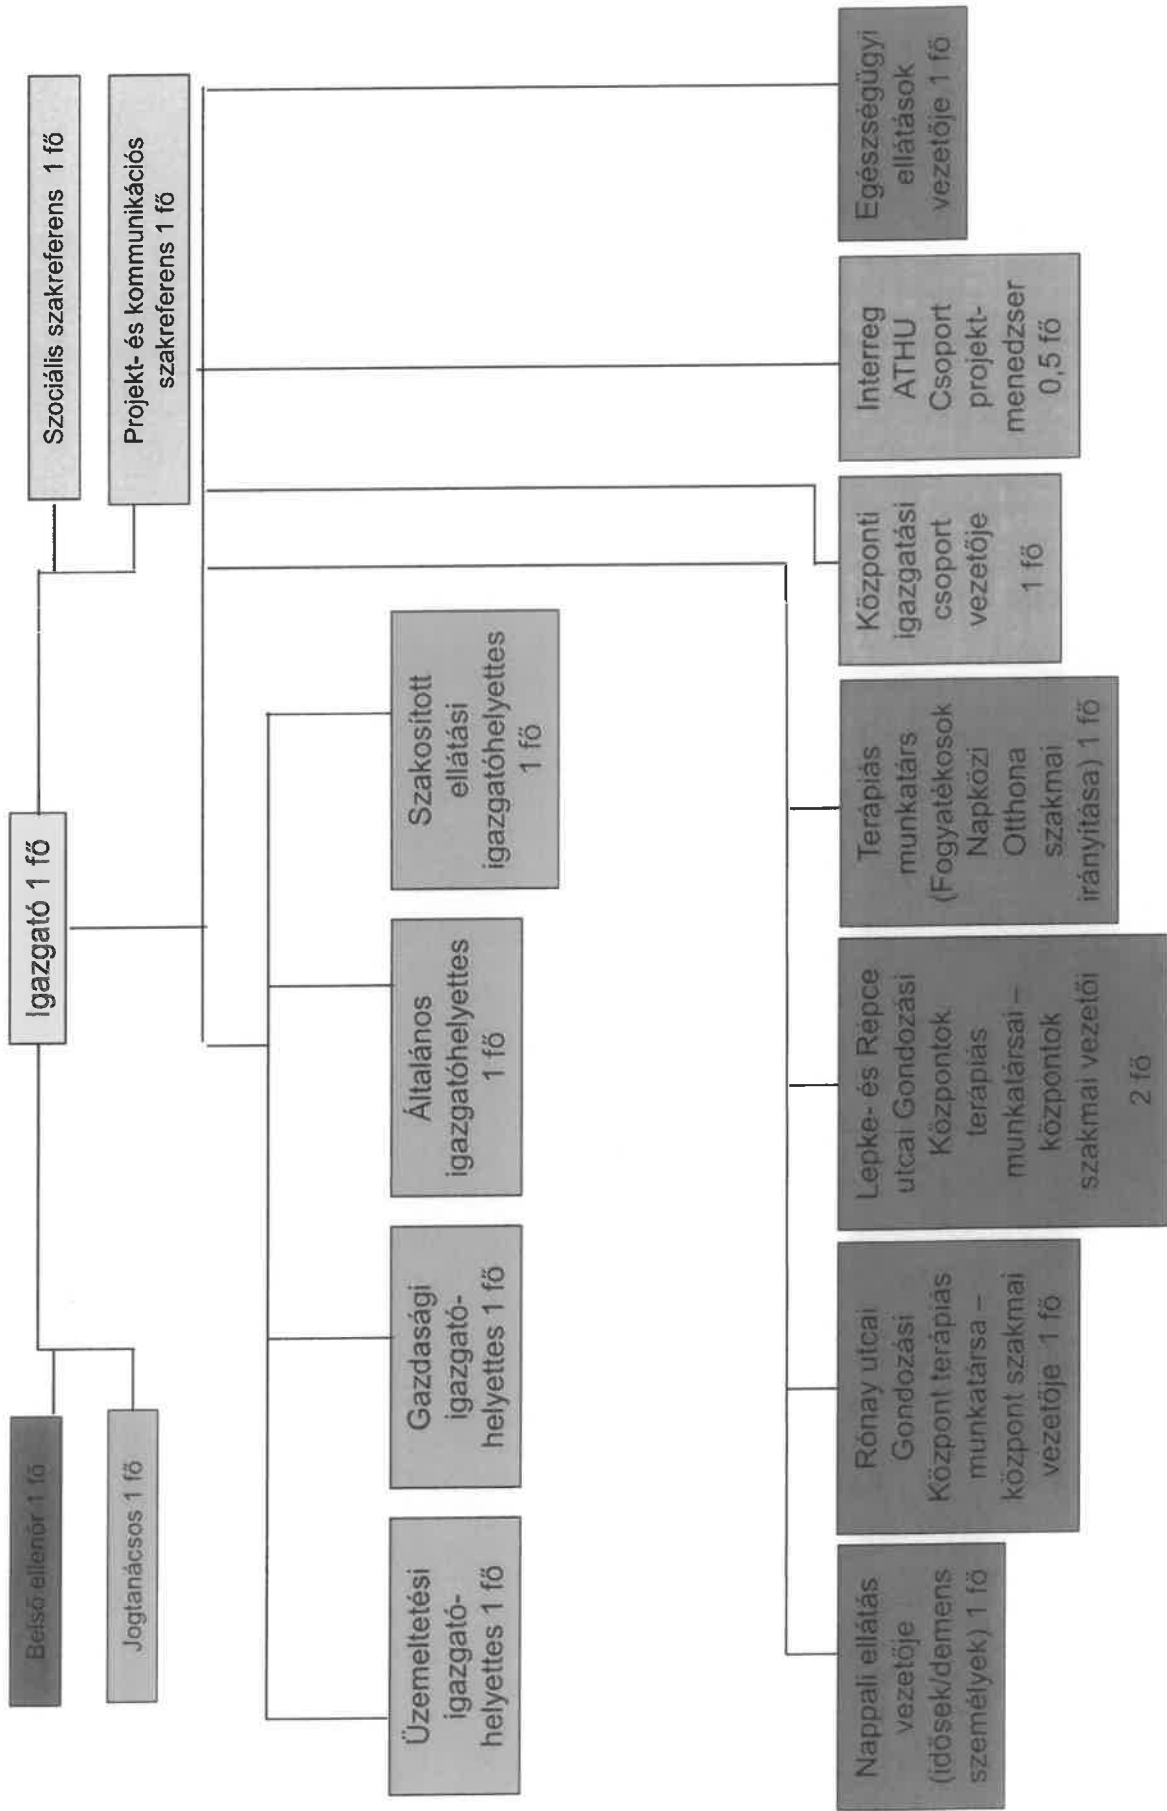 Igazgató 1 fő
Belső ellenőr 1 fő
Jogtanácsos 1 fő
Szociális szakreferens 1 fő
Projekt- és kommunikációs
szakreferens 1 fő
Üzemeltetési
igazgató-
helyettes 1 fő
Gazdasági
igazgató-
helyettes 1 fő
Általános
igazgatóhelyettes
1 fő
Szakosított
ellátási
igazgatóhelyettes
1 fő
Nappali ellátás
vezetője
(idősek/demens
személyek) 1 fő
Rónay utcai
Gondozási
Központ terápiás
munkatársa –
központ szakmai
vezetője 1 fő
Lepke- és Répce
utcai Gondozási
Központok
terápiás
munkatársai –
központok
szakmai vezetői
2 fő
Terápiás
munkatárs
(Fogyatékosok
Napközi
Otthona
szakmai
irányítása) 1 fő
Központi
igazgatási
csoport
vezetője
1 fő
Interreg
ATHU
Csoport
projekt-
menedzser
0,5 fő
Egészségügyi
ellátások
vezetője 1 fő